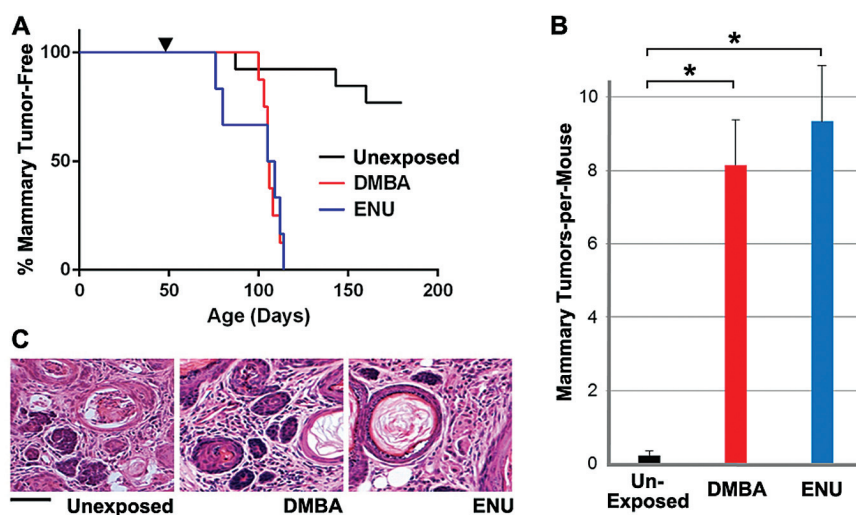 A
% Mammary Tumor-Free
100
50
0
0
50
100
150
200
Age (Days)
Unexposed
DMBA
ENU
B
Mammary Tumors-per-Mouse
10
8
6
4
2
0
*
*
Un-
Exposed
DMBA
ENU
C
Unexposed
DMBA
ENU